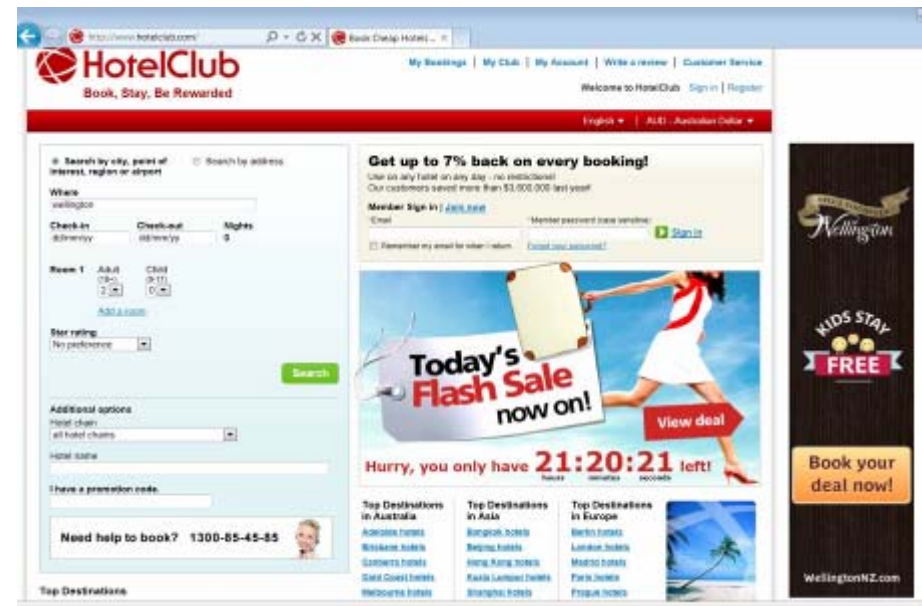 http://www.hotelclub.com/
Book Cheap Hotels...
HotelClub
Book, Stay, Be Rewarded
My Bookings | My Club | My Account | Write a review | Customer Service
Welcome to HotelClub Sign in | Register
English | AUD - Australian Dollar
Search by city, point of interest, region or airport
Search by address
Where
wellington
Check-in Check-out Nights
dd/mm/yy dd/mm/yy 0
Room 1 Adult Child
2 0
Add a room
Star rating
No preference
Search
Additional options
Hotel chain
all hotel chains
Hotel name
I have a promotion code.
Need help to book? 1300-85-45-85
Top Destinations
Get up to 7% back on every booking!
Use on any hotel on any day - no restrictions!
Our customers saved more than $3,000,000 last year!
Member Sign in | Join now
*Email *Member password (case sensitive)
Sign in
Remember my email for when I return Forgot your password?
Today's
Flash Sale
now on!
View deal
Hurry, you only have 21:20:21 left!
hours minutes seconds
Top Destinations in Australia
Adelaide hotels
Brisbane hotels
Canberra hotels
Gold Coast hotels
Melbourne hotels
Top Destinations in Asia
Bangkok hotels
Beijing hotels
Hong Kong hotels
Kuala Lumpur hotels
Shanghai hotels
Top Destinations in Europe
Berlin hotels
London hotels
Madrid hotels
Paris hotels
Prague hotels
Wellington
KIDS STAY
FREE
Book your
deal now!
WellingtonNZ.com